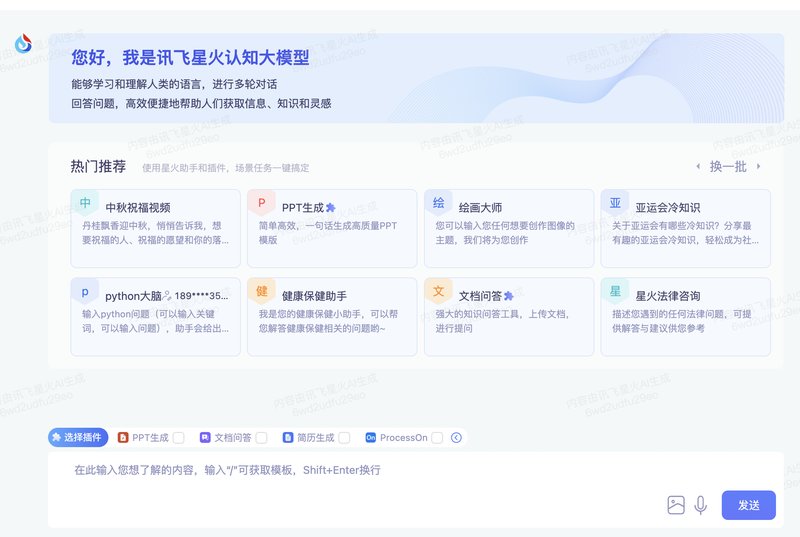 您好，我是讯飞星火认知大模型
能够学习和理解人类的语言，进行多轮对话
回答问题，高效便捷地帮助人们获取信息、知识和灵感
热门推荐 使用星火助手和插件，场景任务一键搞定 换一批
中 中秋祝福视频
丹桂飘香迎中秋，悄悄告诉我，想
要祝福的人、祝福的愿望和你的落...
P PPT生成
简单高效，一句话生成高质量PPT
模版
绘 绘画大师
您可以输入您任何想要创作图像的
主题，我们将为您创作
亚 亚运会冷知识
关于亚运会有哪些冷知识？分享最
有趣的亚运会冷知识，轻松成为社...
p python大脑 189****35...
输入python问题（可以输入关键
词，可以输入问题），助手会给出...
健 健康保健助手
我是您的健康保健小助手，可以帮
您解答健康保健相关的问题哟~
文 文档问答
强大的知识问答工具，上传文档，
进行提问
星 星火法律咨询
描述您遇到的任何法律问题，可提
供解答与建议供您参考
选择插件 PPT生成 文档问答 简历生成 On ProcessOn
在此输入您想了解的内容，输入“/”可获取模板，Shift+Enter换行
发送
内容由讯飞星火AI生成
6wd2udfu29eo